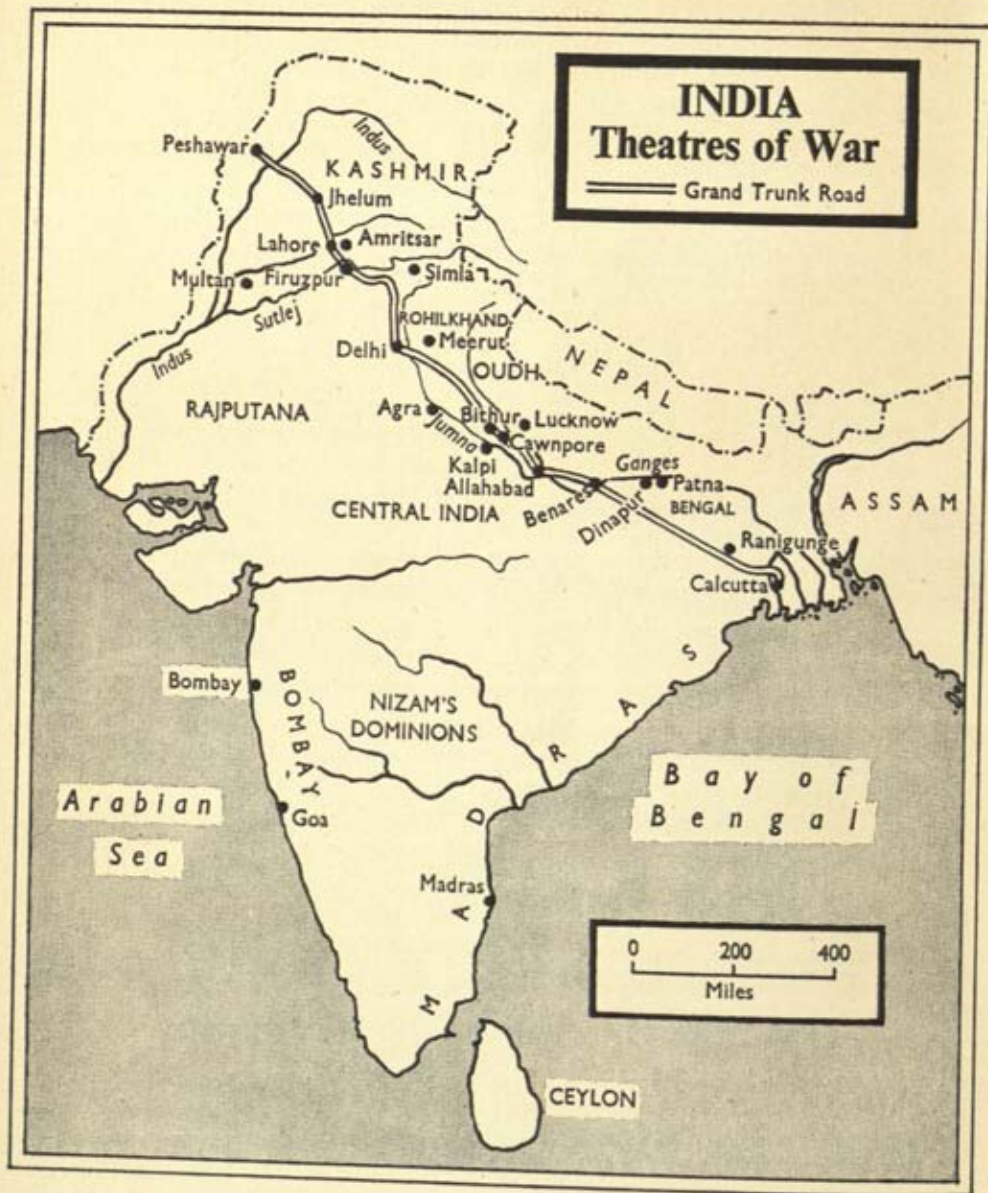 INDIA
Theatres of War
Grand Trunk Road
Indus
Peshawar
KASHMIR
Jhelum
Lahore
Amritsar
Multan
Firuzpur
Simla
Sutlej
ROHILKHAND
Meerut
Indus
Delhi
NEPAL
OUDH
RAJPUTANA
Agra
Jumna
Bithur
Lucknow
Cawnpore
Kalpi
Ganges
Allahabad
Patna
Benares
Dinapur
BENGAL
ASSAM
CENTRAL INDIA
Ranigunge
Calcutta
Bombay
BOMBAY
NIZAM'S
DOMINIONS
MADRAS
Arabian
Sea
Goa
Bay of
Bengal
Madras
0 200 400
Miles
CEYLON